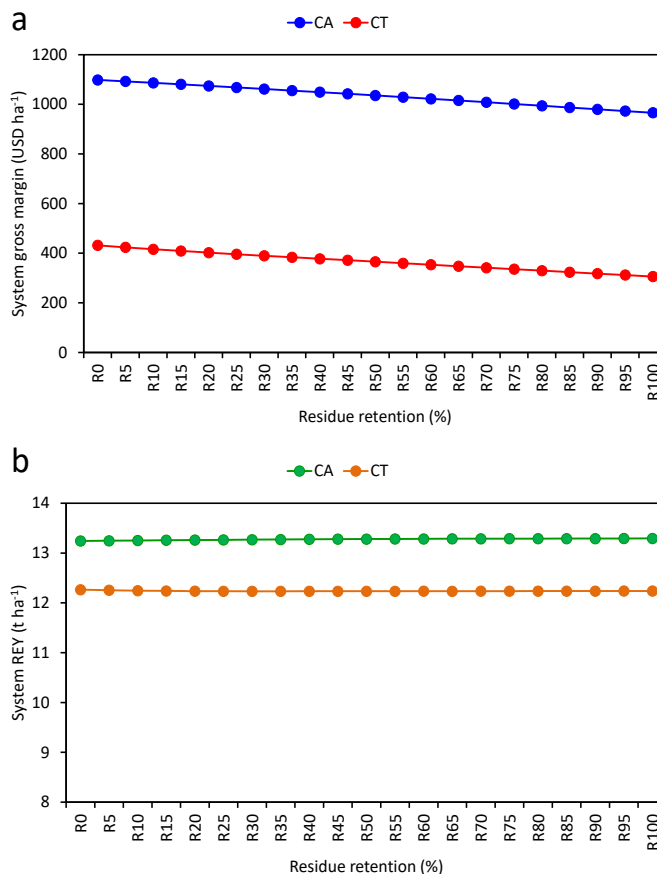 a
CA CT
System gross margin (USD ha⁻¹)
1200
1000
800
600
400
200
0
R0 R5 R10 R15 R20 R25 R30 R35 R40 R45 R50 R55 R60 R65 R70 R75 R80 R85 R90 R95 R100
Residue retention (%)
b
CA CT
System REY (t ha⁻¹)
14
13
12
11
10
9
8
R0 R5 R10 R15 R20 R25 R30 R35 R40 R45 R50 R55 R60 R65 R70 R75 R80 R85 R90 R95 R100
Residue retention (%)